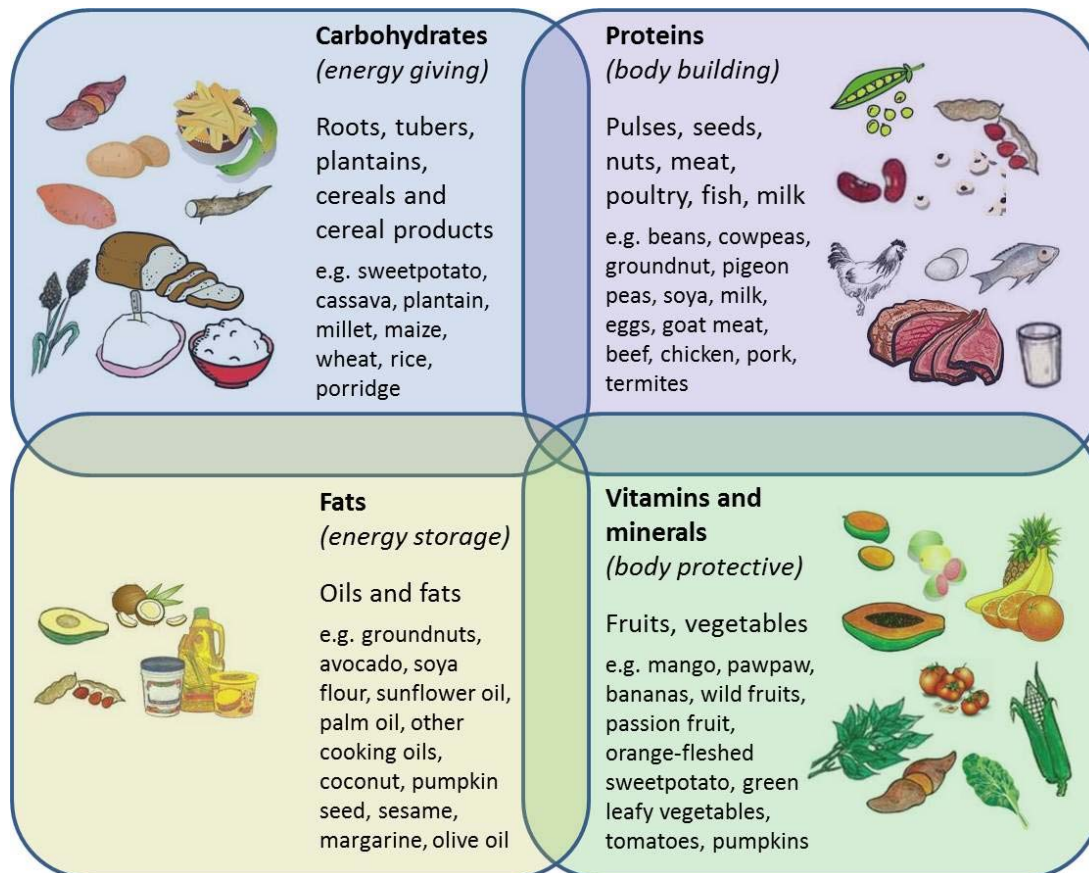 Carbohydrates
(energy giving)
Roots, tubers,
plantains,
cereals and
cereal products
e.g. sweetpotato,
cassava, plantain,
millet, maize,
wheat, rice,
porridge
Proteins
(body building)
Pulses, seeds,
nuts, meat,
poultry, fish, milk
e.g. beans, cowpeas,
groundnut, pigeon
peas, soya, milk,
eggs, goat meat,
beef, chicken, pork,
termites
Fats
(energy storage)
Oils and fats
e.g. groundnuts,
avocado, soya
flour, sunflower oil,
palm oil, other
cooking oils,
coconut, pumpkin
seed, sesame,
margarine, olive oil
Vitamins and
minerals
(body protective)
Fruits, vegetables
e.g. mango, pawpaw,
bananas, wild fruits,
passion fruit,
orange-fleshed
sweetpotato, green
leafy vegetables,
tomatoes, pumpkins